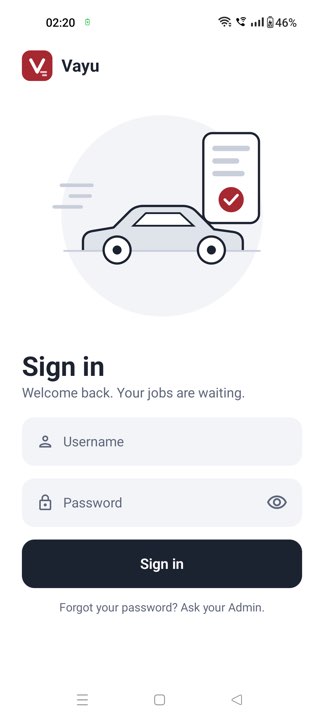 02:20
46%
Vayu
Sign in
Welcome back. Your jobs are waiting.
Username
Password
Sign in
Forgot your password? Ask your Admin.